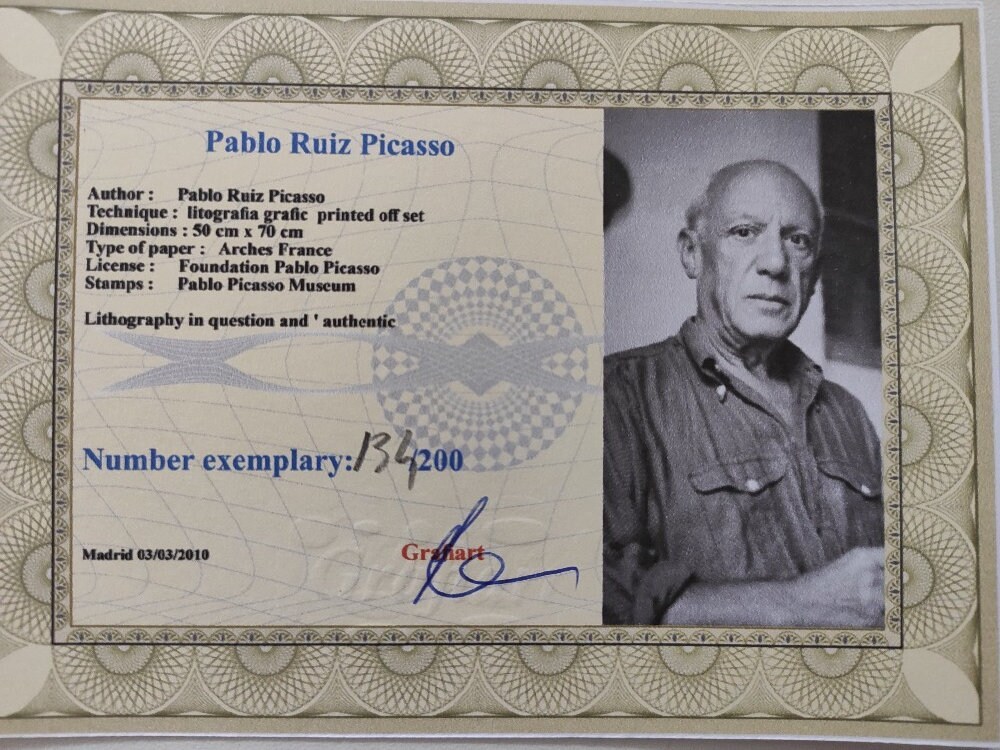 Pablo Ruiz Picasso
Author : Pablo Ruiz Picasso
Technique : litografia grafic printed off set
Dimensions : 50 cm x 70 cm
Type of paper : Arches France
License : Foundation Pablo Picasso
Stamps : Pablo Picasso Museum
Lithography in question and ' authentic
Number exemplary: 134/200
Madrid 03/03/2010
Grafiart